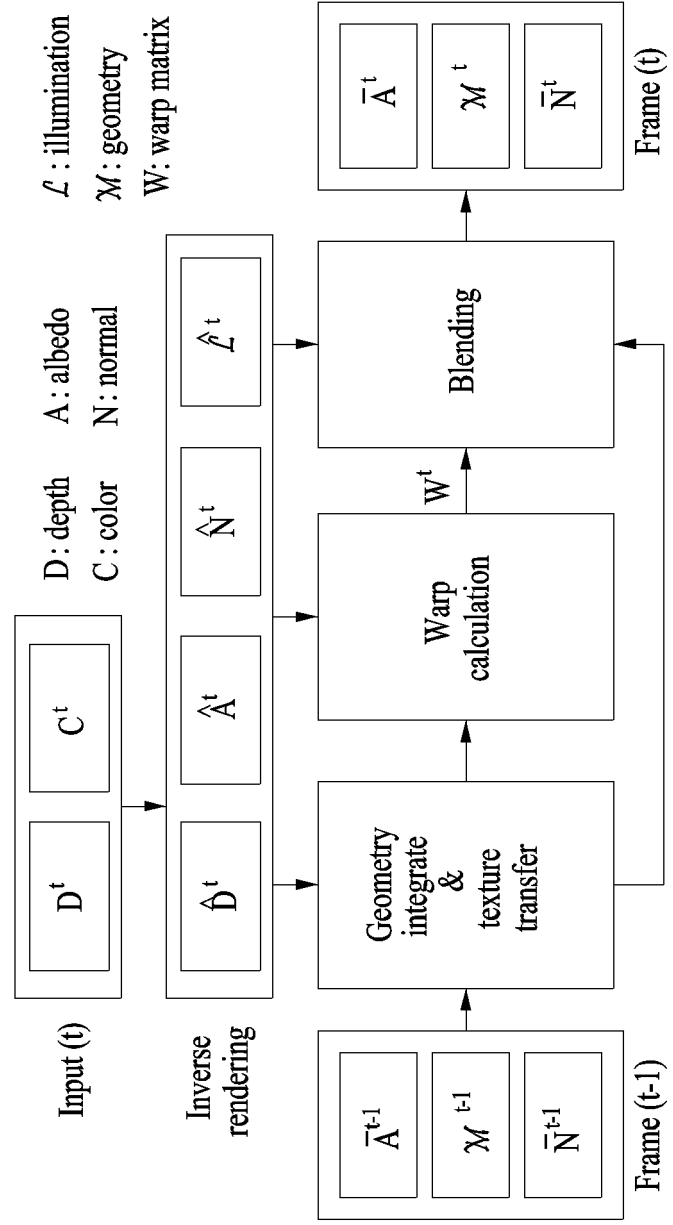 Input (t)
D^t
C^t
D : depth
A : albedo
ℒ : illumination
C : color
N : normal
ℳ : geometry
W : warp matrix
Inverse
rendering
D̂^t
Â^t
N̂^t
ℒ̂^t
Ā^t-1
ℳ^t-1
N̄^t-1
Frame (t-1)
Geometry
integrate
&
texture
transfer
Warp
calculation
W^t
Blending
Ā^t
ℳ^t
N̄^t
Frame (t)